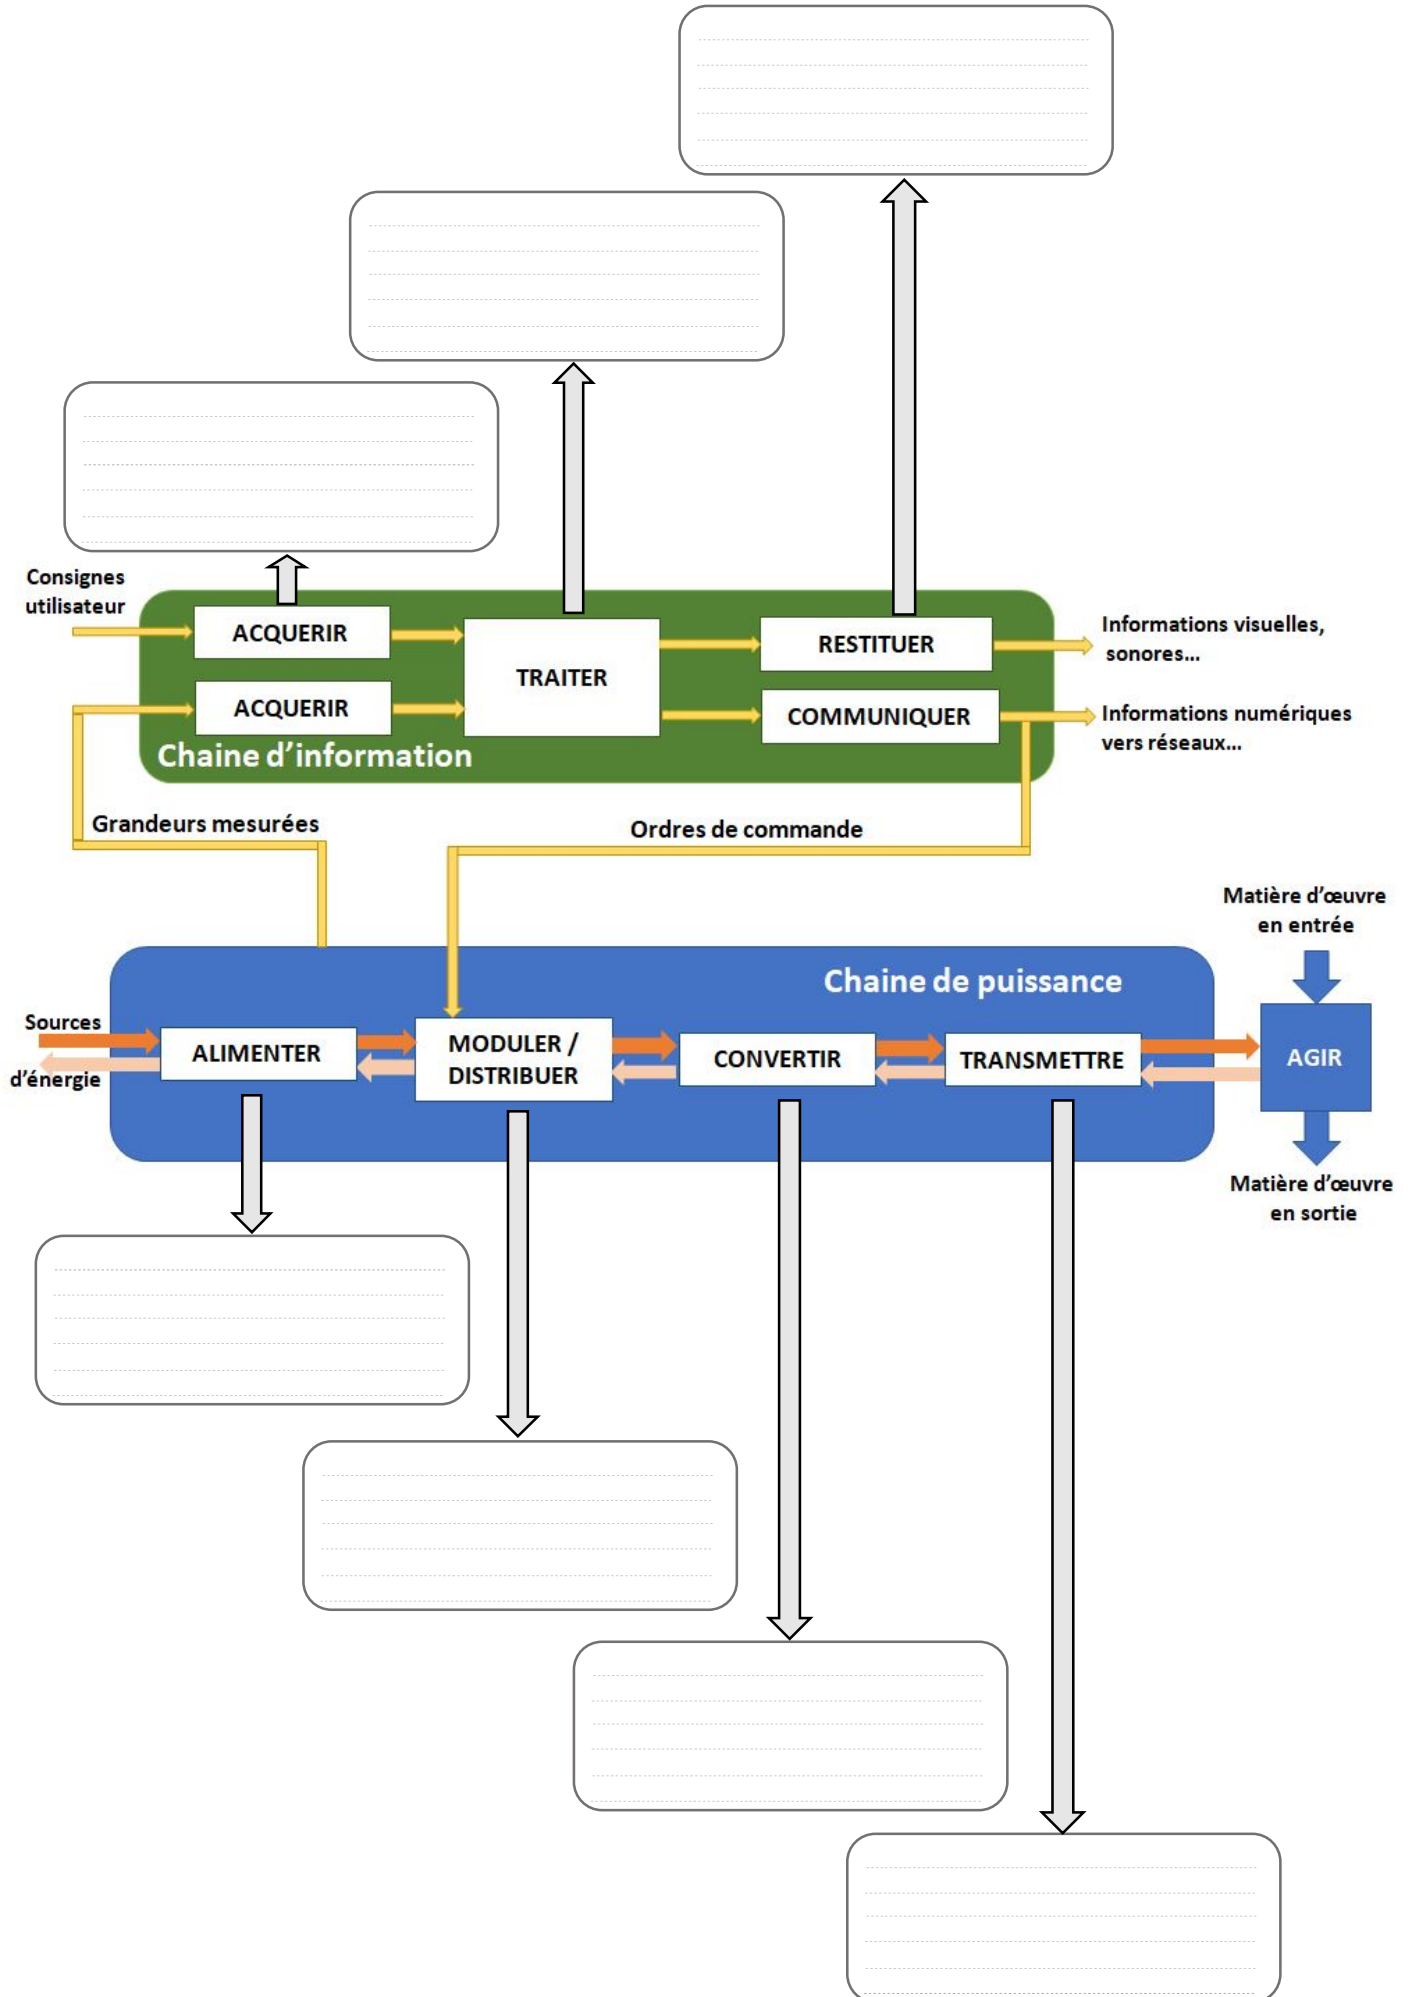 Consignes
utilisateur
ACQUERIR
ACQUERIR
TRAITER
RESTITUER
COMMUNIQUER
Chaine d'information
Informations visuelles,
sonores...
Informations numériques
vers réseaux...
Grandeurs mesurées
Ordres de commande
Matière d'œuvre
en entrée
Chaine de puissance
Sources
d'énergie
ALIMENTER
MODULER /
DISTRIBUER
CONVERTIR
TRANSMETTRE
AGIR
Matière d'œuvre
en sortie